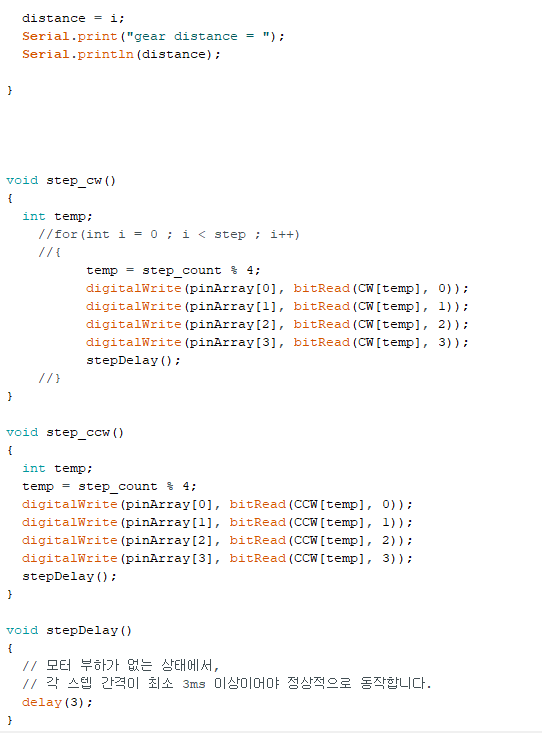 distance = i;
Serial.print("gear distance = ");
Serial.println(distance);
}
void step_cw()
{
int temp;
//for(int i = 0 ; i < step ; i++)
//{
temp = step_count % 4;
digitalWrite(pinArray[0], bitRead(CW[temp], 0));
digitalWrite(pinArray[1], bitRead(CW[temp], 1));
digitalWrite(pinArray[2], bitRead(CW[temp], 2));
digitalWrite(pinArray[3], bitRead(CW[temp], 3));
stepDelay();
//}
}
void step_ccw()
{
int temp;
temp = step_count % 4;
digitalWrite(pinArray[0], bitRead(CCW[temp], 0));
digitalWrite(pinArray[1], bitRead(CCW[temp], 1));
digitalWrite(pinArray[2], bitRead(CCW[temp], 2));
digitalWrite(pinArray[3], bitRead(CCW[temp], 3));
stepDelay();
}
void stepDelay()
{
// 모터 부하가 없는 상태에서,
// 각 스텝 간격이 최소 3ms 이상이어야 정상적으로 동작합니다.
delay(3);
}